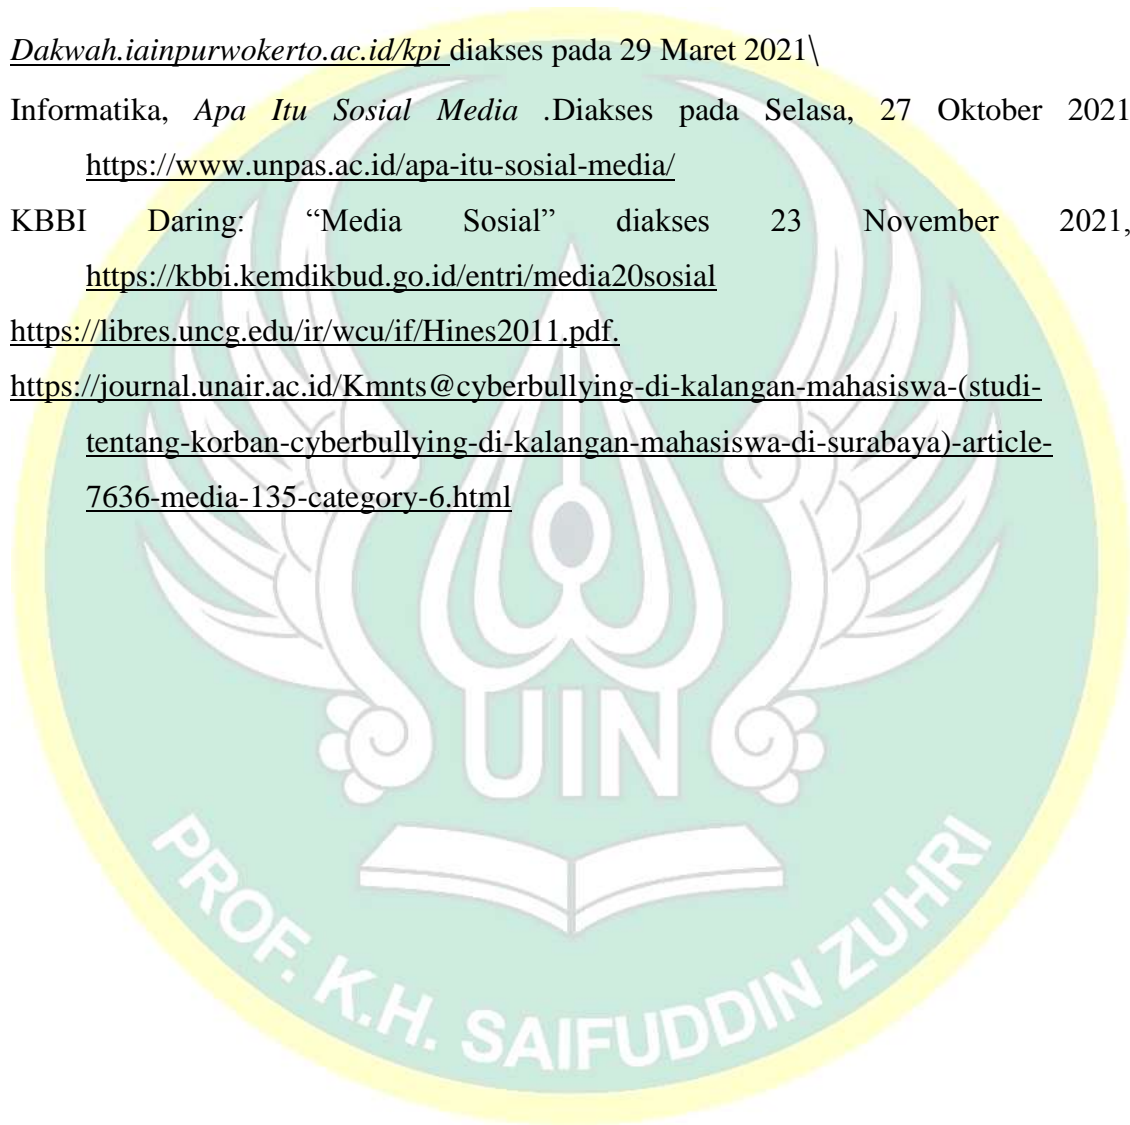 Dakwah.iainpurwokerto.ac.id/kpi diakses pada 29 Maret 2021\
Informatika, Apa Itu Sosial Media .Diakses pada Selasa, 27 Oktober 2021
https://www.unpas.ac.id/apa-itu-sosial-media/
KBBI Daring: “Media Sosial” diakses 23 November 2021,
https://kbbi.kemdikbud.go.id/entri/media20sosial
https://libres.uncg.edu/ir/wcu/if/Hines2011.pdf.
https://journal.unair.ac.id/Kmnts@cyberbullying-di-kalangan-mahasiswa-(studi-
tentang-korban-cyberbullying-di-kalangan-mahasiswa-di-surabaya)-article-
7636-media-135-category-6.html
UIN
PROF. K.H. SAIFUDDIN ZUHRI